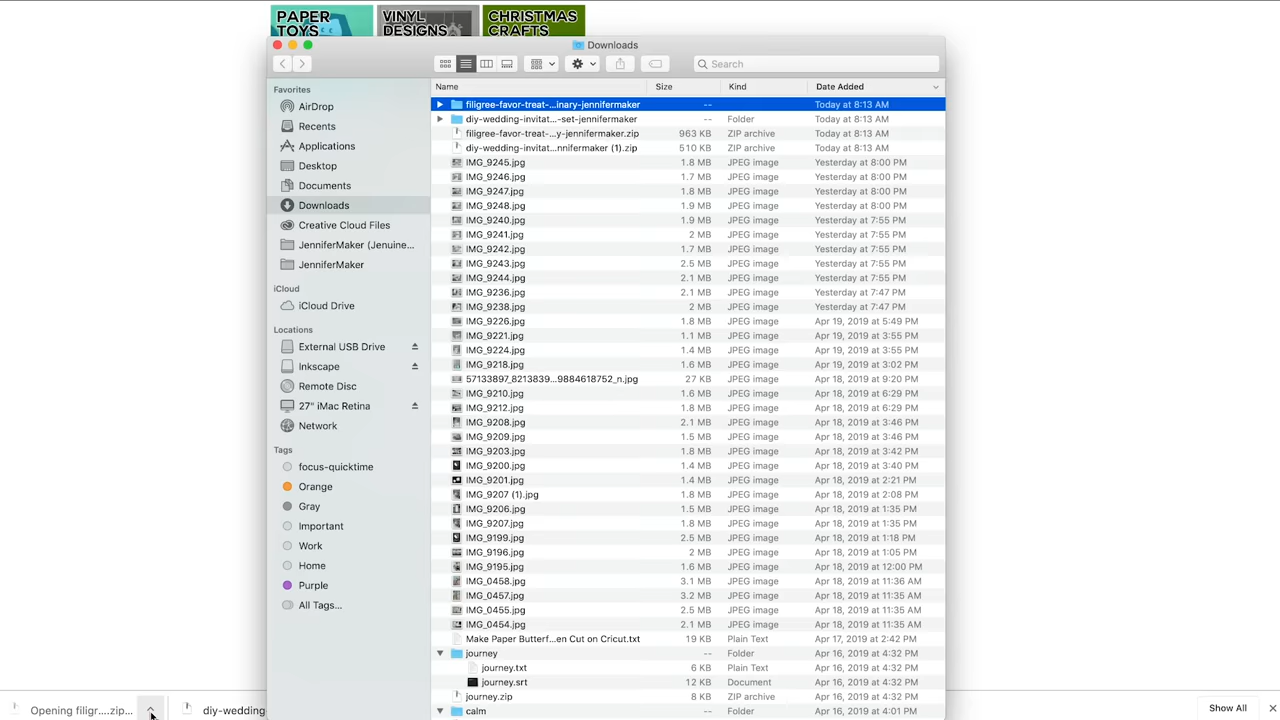 PAPER TOYS
VINYL DESIGNS
CHRISTMAS CRAFTS
Downloads
Search
Favorites
AirDrop
Recents
Applications
Desktop
Documents
Downloads
Creative Cloud Files
JenniferMaker (Jenuine...
JenniferMaker
iCloud
iCloud Drive
Locations
External USB Drive
Inkscape
Remote Disc
27" iMac Retina
Network
Tags
focus-quicktime
Orange
Gray
Important
Work
Home
Purple
All Tags...
Name Size Kind Date Added
filigree-favor-treat-...inary-jennifermaker -- Folder Today at 8:13 AM
diy-wedding-invitat...-set-jennifermaker -- Folder Today at 8:13 AM
filigree-favor-treat-...y-jennifermaker.zip 963 KB ZIP archive Today at 8:13 AM
diy-wedding-invitat...nnifermaker (1).zip 510 KB ZIP archive Today at 8:13 AM
IMG_9245.jpg 1.8 MB JPEG image Yesterday at 8:00 PM
IMG_9246.jpg 1.7 MB JPEG image Yesterday at 8:00 PM
IMG_9247.jpg 1.8 MB JPEG image Yesterday at 8:00 PM
IMG_9248.jpg 1.9 MB JPEG image Yesterday at 8:00 PM
IMG_9240.jpg 1.9 MB JPEG image Yesterday at 7:55 PM
IMG_9241.jpg 2 MB JPEG image Yesterday at 7:55 PM
IMG_9242.jpg 1.7 MB JPEG image Yesterday at 7:55 PM
IMG_9243.jpg 2.5 MB JPEG image Yesterday at 7:55 PM
IMG_9244.jpg 2.1 MB JPEG image Yesterday at 7:55 PM
IMG_9236.jpg 2.1 MB JPEG image Yesterday at 7:47 PM
IMG_9238.jpg 2 MB JPEG image Yesterday at 7:47 PM
IMG_9226.jpg 1.8 MB JPEG image Apr 19, 2019 at 5:49 PM
IMG_9221.jpg 1.1 MB JPEG image Apr 19, 2019 at 3:55 PM
IMG_9224.jpg 1.4 MB JPEG image Apr 19, 2019 at 3:55 PM
IMG_9218.jpg 1.6 MB JPEG image Apr 19, 2019 at 3:02 PM
57133897_8213839...9884618752_n.jpg 27 KB JPEG image Apr 18, 2019 at 9:20 PM
IMG_9210.jpg 1.6 MB JPEG image Apr 18, 2019 at 6:29 PM
IMG_9212.jpg 1.8 MB JPEG image Apr 18, 2019 at 6:29 PM
IMG_9208.jpg 2.1 MB JPEG image Apr 18, 2019 at 3:46 PM
IMG_9209.jpg 1.5 MB JPEG image Apr 18, 2019 at 3:46 PM
IMG_9203.jpg 1.8 MB JPEG image Apr 18, 2019 at 3:42 PM
IMG_9200.jpg 1.4 MB JPEG image Apr 18, 2019 at 3:40 PM
IMG_9201.jpg 1.4 MB JPEG image Apr 18, 2019 at 2:21 PM
IMG_9207 (1).jpg 1.8 MB JPEG image Apr 18, 2019 at 2:08 PM
IMG_9206.jpg 1.5 MB JPEG image Apr 18, 2019 at 1:35 PM
IMG_9207.jpg 1.8 MB JPEG image Apr 18, 2019 at 1:35 PM
IMG_9199.jpg 2.5 MB JPEG image Apr 18, 2019 at 1:18 PM
IMG_9196.jpg 2 MB JPEG image Apr 18, 2019 at 1:05 PM
IMG_9195.jpg 1.6 MB JPEG image Apr 18, 2019 at 12:00 PM
IMG_0458.jpg 3.1 MB JPEG image Apr 18, 2019 at 11:36 AM
IMG_0457.jpg 3.2 MB JPEG image Apr 18, 2019 at 11:35 AM
IMG_0455.jpg 2.5 MB JPEG image Apr 18, 2019 at 11:35 AM
IMG_0454.jpg 2.1 MB JPEG image Apr 18, 2019 at 11:35 AM
Make Paper Butterf...en Cut on Cricut.txt 19 KB Plain Text Apr 17, 2019 at 2:42 PM
journey -- Folder Apr 16, 2019 at 4:32 PM
journey.txt 6 KB Plain Text Apr 16, 2019 at 4:32 PM
journey.srt 12 KB Document Apr 16, 2019 at 4:32 PM
journey.zip 8 KB ZIP archive Apr 16, 2019 at 4:32 PM
calm -- Folder Apr 16, 2019 at 4:01 PM
Opening filigr....zip...
diy-wedding
Show All